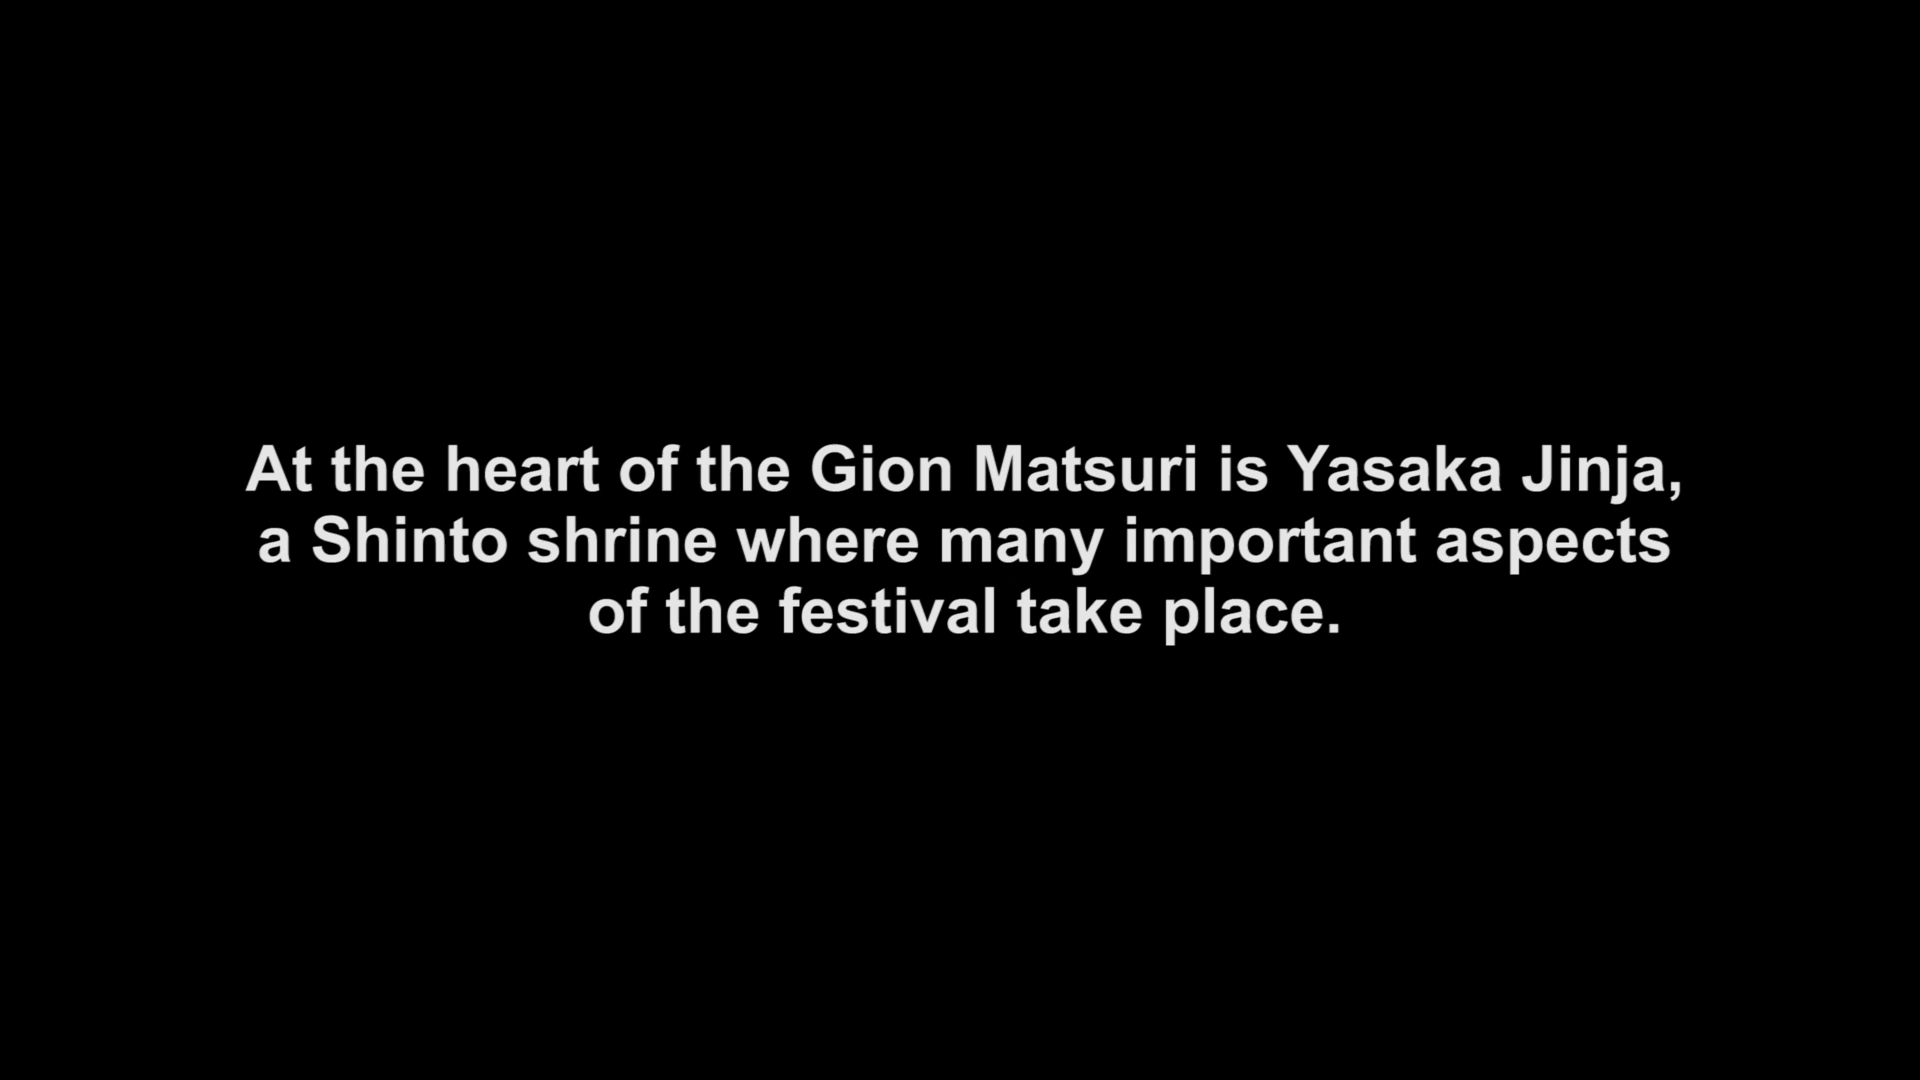 At the heart of the Gion Matsuri is Yasaka Jinja,
a Shinto shrine where many important aspects
of the festival take place.